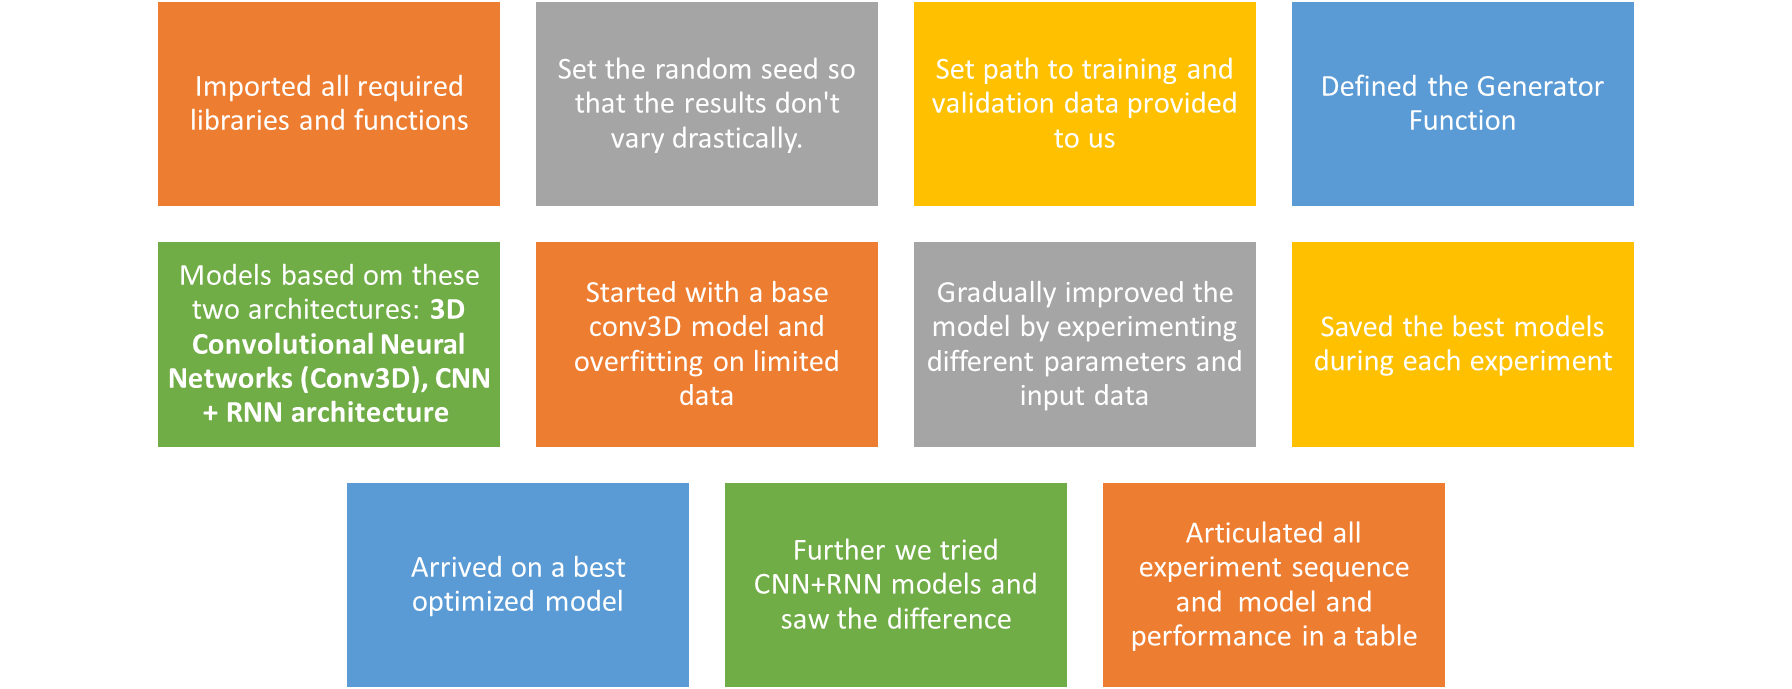 Imported all required
libraries and functions
Set the random seed so
that the results don't
vary drastically.
Set path to training and
validation data provided
to us
Defined the Generator
Function
Models based om these
two architectures: 3D
Convolutional Neural
Networks (Conv3D), CNN
+ RNN architecture
Started with a base
conv3D model and
overfitting on limited
data
Gradually improved the
model by experimenting
different parameters and
input data
Saved the best models
during each experiment
Arrived on a best
optimized model
Further we tried
CNN+RNN models and
saw the difference
Articulated all
experiment sequence
and  model and
performance in a table